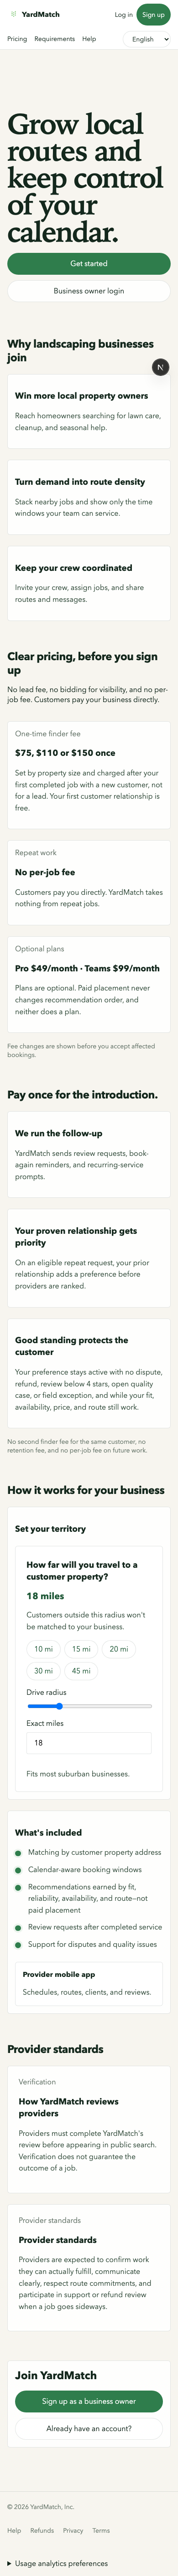 YardMatch
Log in
Sign up
Pricing
Requirements
Help
English
Grow local
routes and
keep control
of your
calendar.
Get started
Business owner login
Why landscaping businesses
join
N
Win more local property owners
Reach homeowners searching for lawn care,
cleanup, and seasonal help.
Turn demand into route density
Stack nearby jobs and show only the time
windows your team can service.
Keep your crew coordinated
Invite your crew, assign jobs, and share
routes and messages.
Clear pricing, before you sign
up
No lead fee, no bidding for visibility, and no per-
job fee. Customers pay your business directly.
One-time finder fee
$75, $110 or $150 once
Set by property size and charged after your
first completed job with a new customer, not
for a lead. Your first customer relationship is
free.
Repeat work
No per-job fee
Customers pay you directly. YardMatch takes
nothing from repeat jobs.
Optional plans
Pro $49/month · Teams $99/month
Plans are optional. Paid placement never
changes recommendation order, and
neither does a plan.
Fee changes are shown before you accept affected
bookings.
Pay once for the introduction.
We run the follow-up
YardMatch sends review requests, book-
again reminders, and recurring-service
prompts.
Your proven relationship gets
priority
On an eligible repeat request, your prior
relationship adds a preference before
providers are ranked.
Good standing protects the
customer
Your preference stays active with no dispute,
refund, review below 4 stars, open quality
case, or field exception, and while your fit,
availability, price, and route still work.
No second finder fee for the same customer, no
retention fee, and no per-job fee on future work.
How it works for your business
Set your territory
How far will you travel to a
customer property?
18 miles
Customers outside this radius won't
be matched to your business.
10 mi
15 mi
20 mi
30 mi
45 mi
Drive radius
Exact miles
18
Fits most suburban businesses.
What's included
Matching by customer property address
Calendar-aware booking windows
Recommendations earned by fit,
reliability, availability, and route—not
paid placement
Review requests after completed service
Support for disputes and quality issues
Provider mobile app
Schedules, routes, clients, and reviews.
Provider standards
Verification
How YardMatch reviews
providers
Providers must complete YardMatch's
review before appearing in public search.
Verification does not guarantee the
outcome of a job.
Provider standards
Provider standards
Providers are expected to confirm work
they can actually fulfill, communicate
clearly, respect route commitments, and
participate in support or refund review
when a job goes sideways.
Join YardMatch
Sign up as a business owner
Already have an account?
© 2026 YardMatch, Inc.
Help
Refunds
Privacy
Terms
Usage analytics preferences